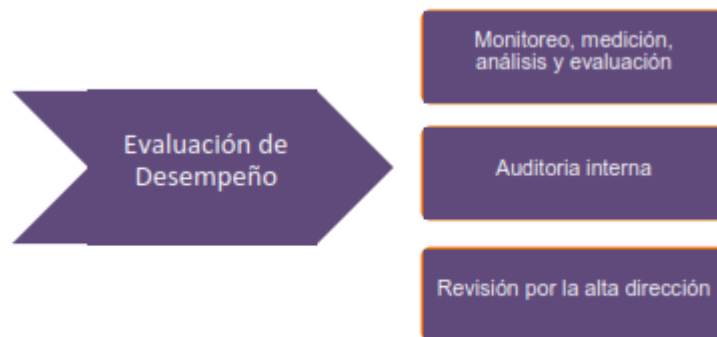 Evaluación de
Desempeño
Monitoreo, medición,
análisis y evaluación
Auditoria interna
Revisión por la alta dirección